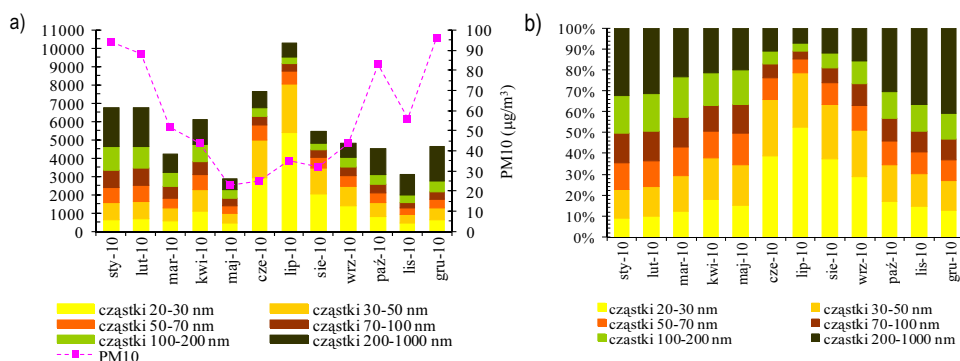 a)
11000
10000
9000
8000
7000
6000
5000
4000
3000
2000
1000
0
100
90
80
70
60
50
40
30
20
10
0
PM10 (µg/m³)
sty-10
lut-10
mar-10
kwi-10
maj-10
cze-10
lip-10
sie-10
wrz-10
paź-10
lis-10
gru-10
cząstki 20-30 nm
cząstki 30-50 nm
cząstki 50-70 nm
cząstki 70-100 nm
cząstki 100-200 nm
cząstki 200-1000 nm
PM10
b)
100%
90%
80%
70%
60%
50%
40%
30%
20%
10%
0%
sty-10
lut-10
mar-10
kwi-10
maj-10
cze-10
lip-10
sie-10
wrz-10
paź-10
lis-10
gru-10
cząstki 20-30 nm
cząstki 30-50 nm
cząstki 50-70 nm
cząstki 70-100 nm
cząstki 100-200 nm
cząstki 200-1000 nm